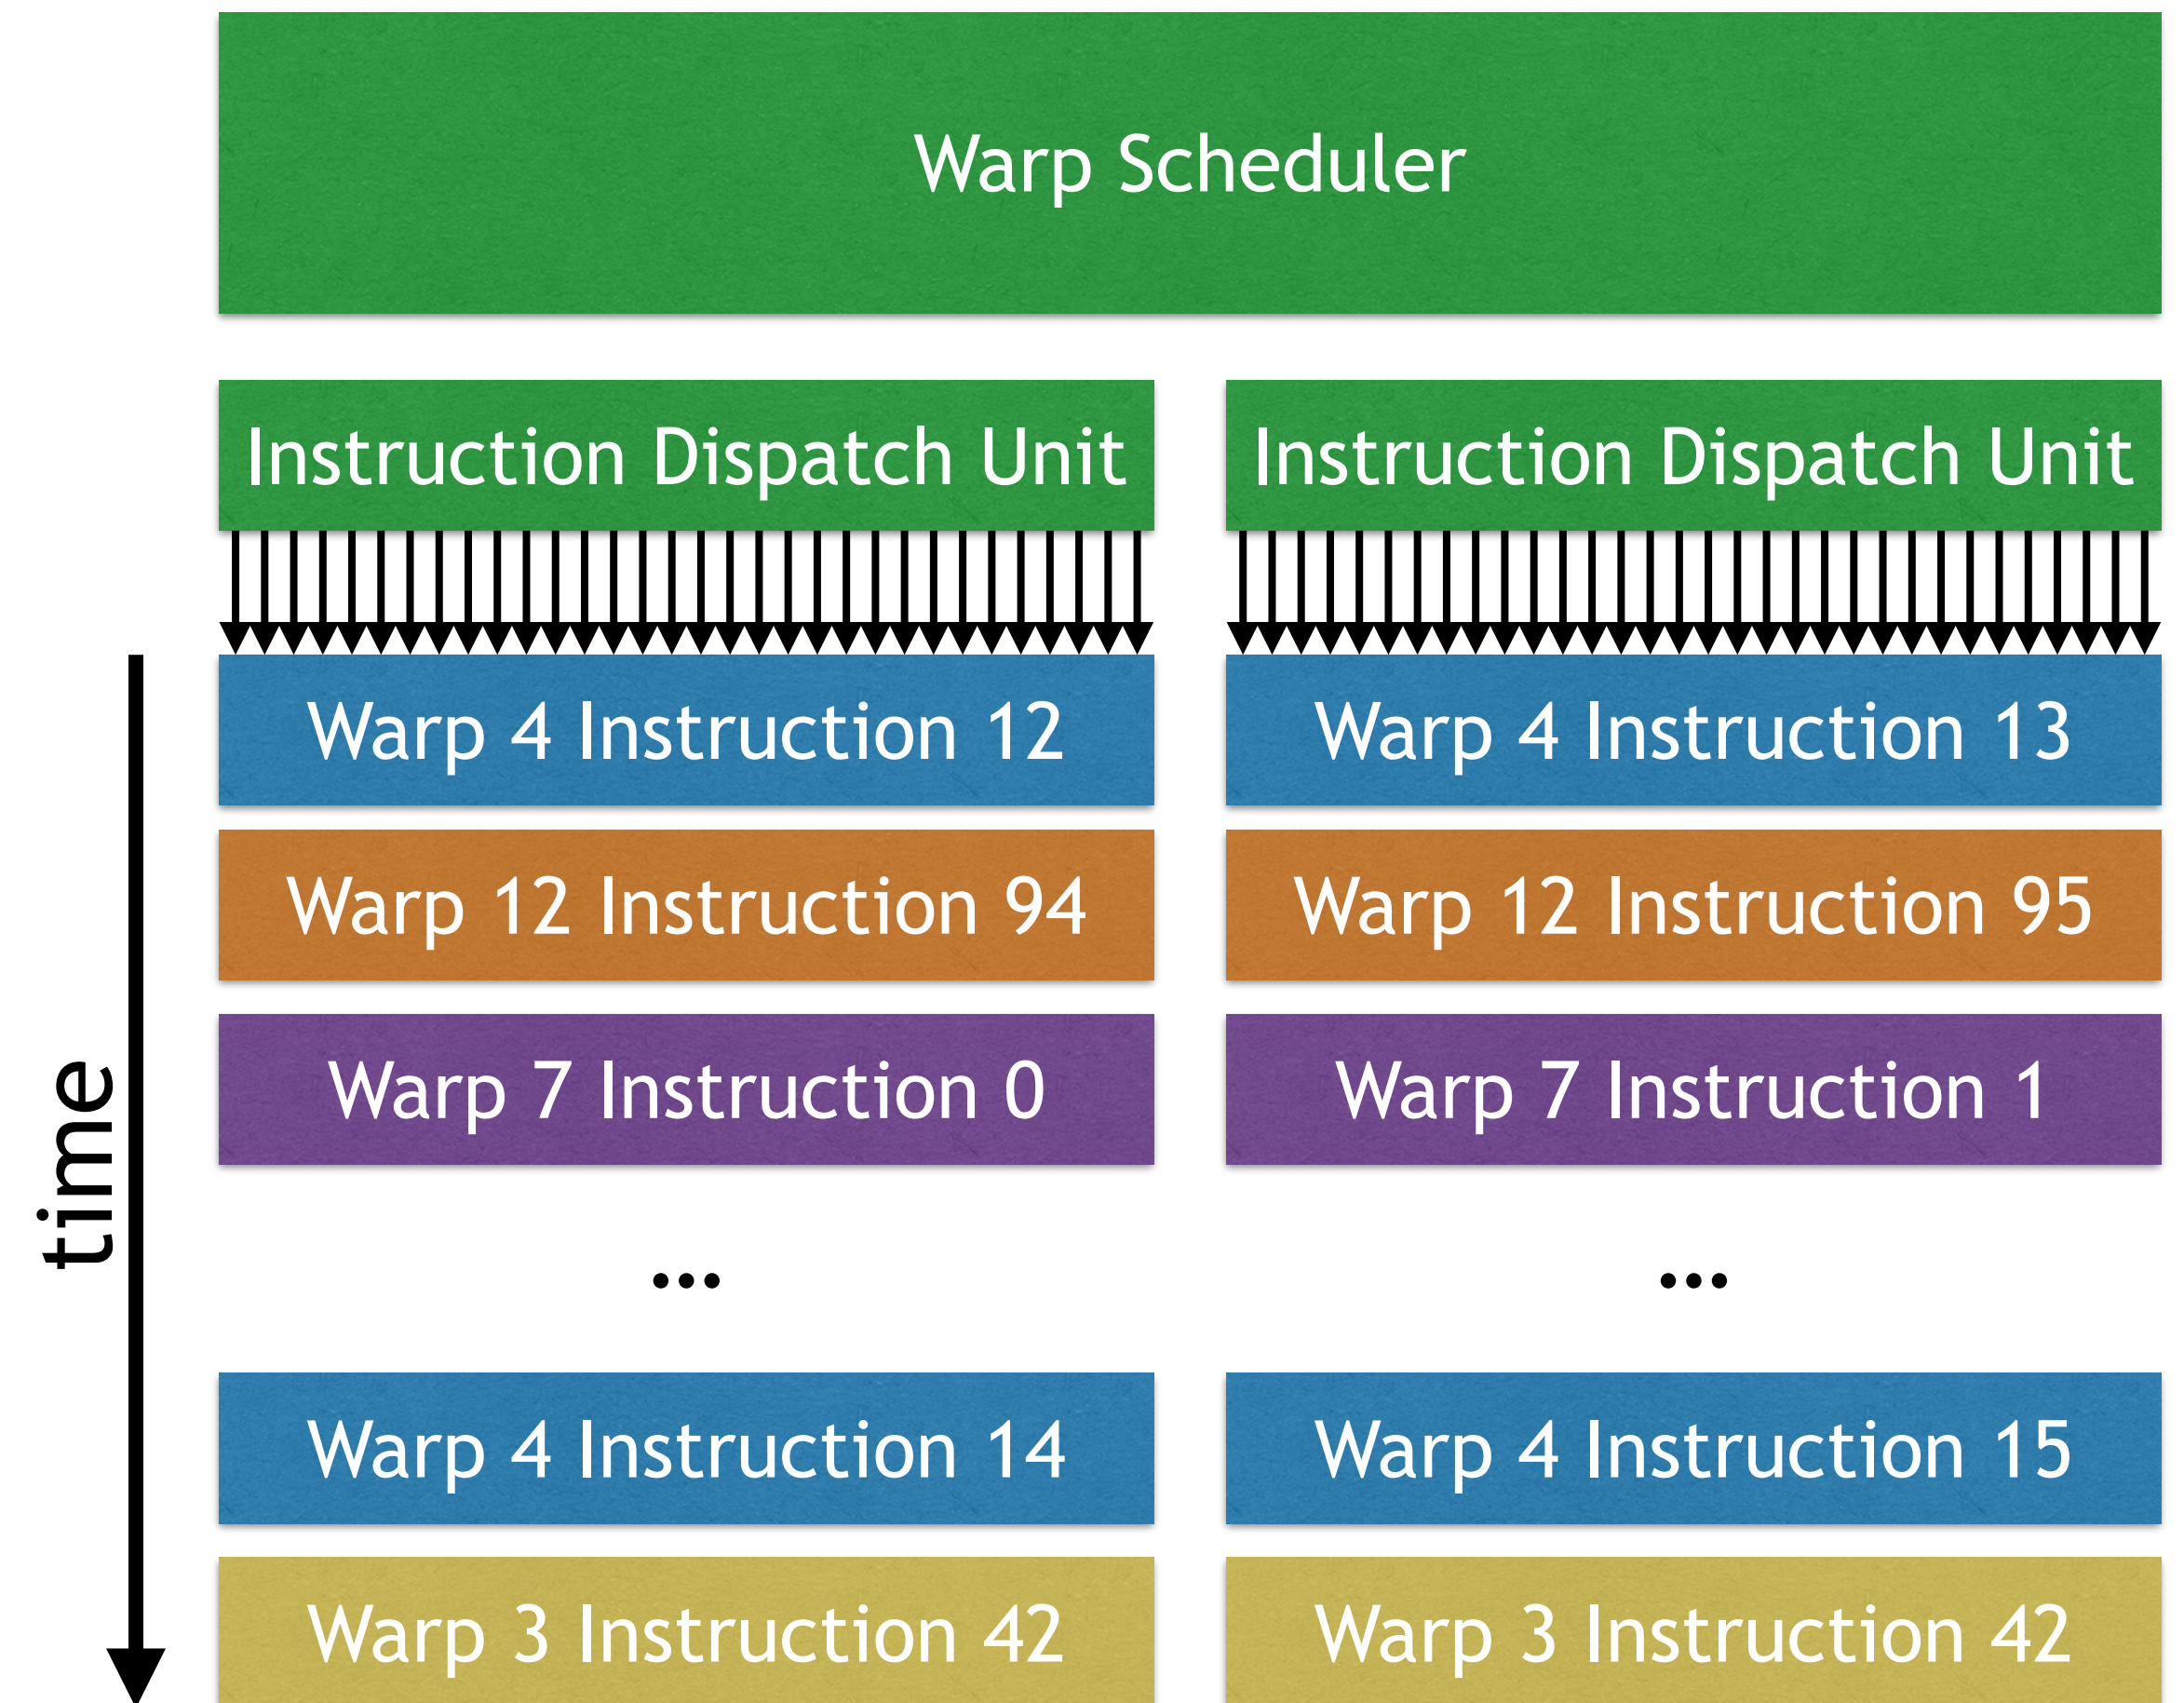 Warp Scheduler
Instruction Dispatch Unit
Instruction Dispatch Unit
Warp 4 Instruction 12
Warp 4 Instruction 13
Warp 12 Instruction 94
Warp 12 Instruction 95
Warp 7 Instruction 0
Warp 7 Instruction 1
time
...
...
Warp 4 Instruction 14
Warp 4 Instruction 15
Warp 3 Instruction 42
Warp 3 Instruction 42